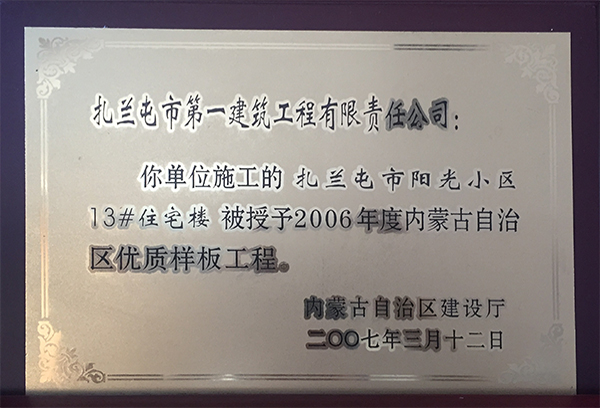 扎兰屯市第一建筑工程有限责任公司：
你单位施工的 扎兰屯市阳光小区
13#住宅楼 被授予2006年度内蒙古自治
区优质样板工程。
内蒙古自治区建设厅
二〇〇七年三月十二日